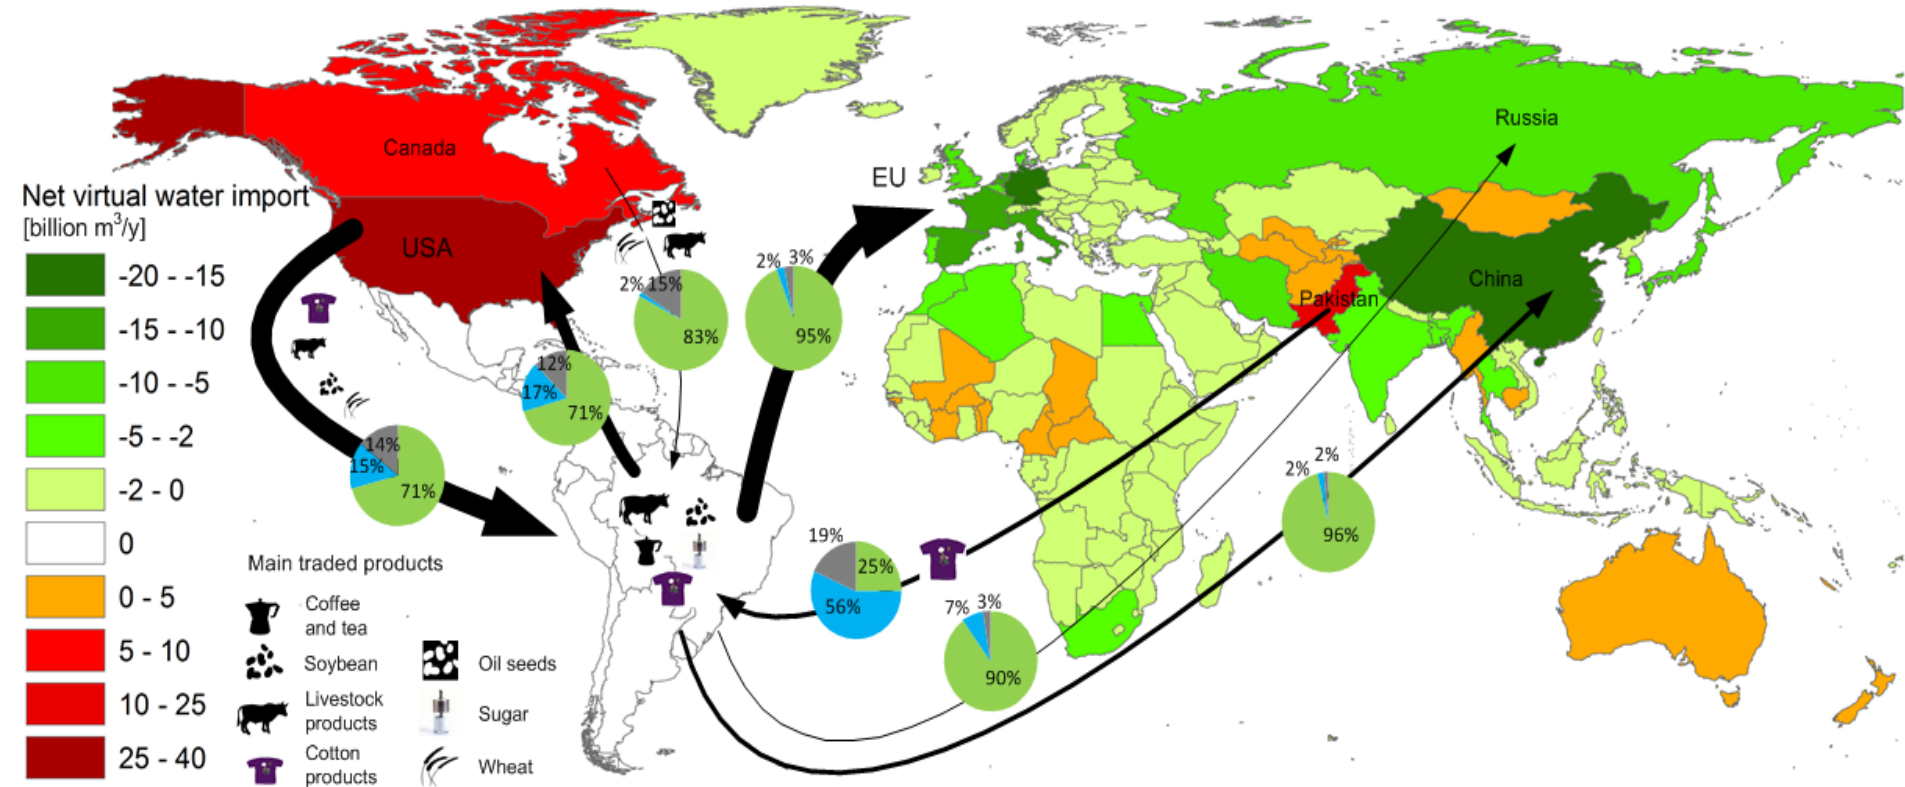 Canada
Russia
EU
Net virtual water import
[billion m³/y]
USA
China
Pakistan
-20 - -15
-15 - -10
-10 - -5
-5 - -2
-2 - 0
0
0 - 5
5 - 10
10 - 25
25 - 40
2% 15%
83%
2% 3%
95%
12%
17%
71%
14%
15%
71%
19%
25%
56%
7% 3%
90%
2% 2%
96%
Main traded products
Coffee
and tea
Soybean
Livestock
products
Cotton
products
Oil seeds
Sugar
Wheat